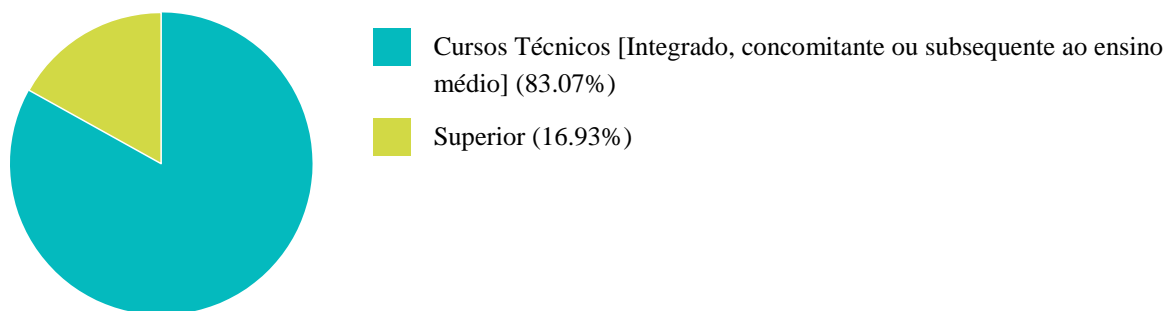 Cursos Técnicos [Integrado, concomitante ou subsequente ao ensino
médio] (83.07%)
Superior (16.93%)